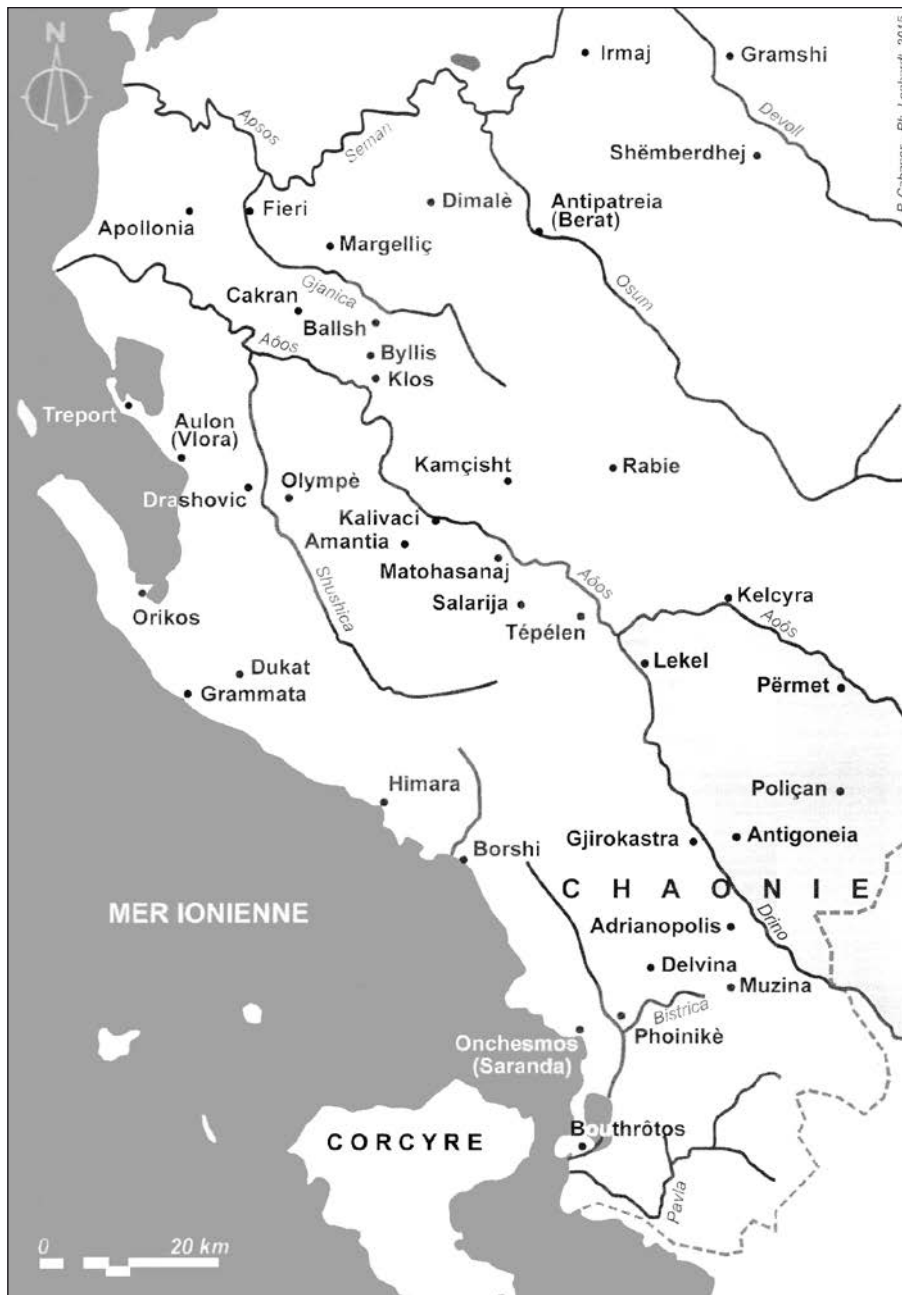 N
Irmaj
Gramshi
Apsos
Seman
Devoll
Shëmberdhej
Dimalè
Antipatreia
(Berat)
Fieri
Apollonia
Margelliç
Osum
Cakran
Gjanica
Ballsh
Aôos
Byllis
Klos
Treport
Aulon
(Vlora)
Kamçisht
Rabie
Olympè
Drashovic
Kalivaci
Amantia
Matohasanaj
Aôos
Shushica
Salarija
Kelcyra
Orikos
Tépélen
Aoôs
Lekel
Dukat
Grammata
Përmet
Himara
Poliçan
Gjirokastra
Antigoneia
Borshi
CHAONIE
MER IONIENNE
Adrianopolis
Drino
Delvina
Muzina
Bistrica
Phoinikè
Onchesmos
(Saranda)
Bouthrôtos
CORCYRE
Pavla
0 20 km